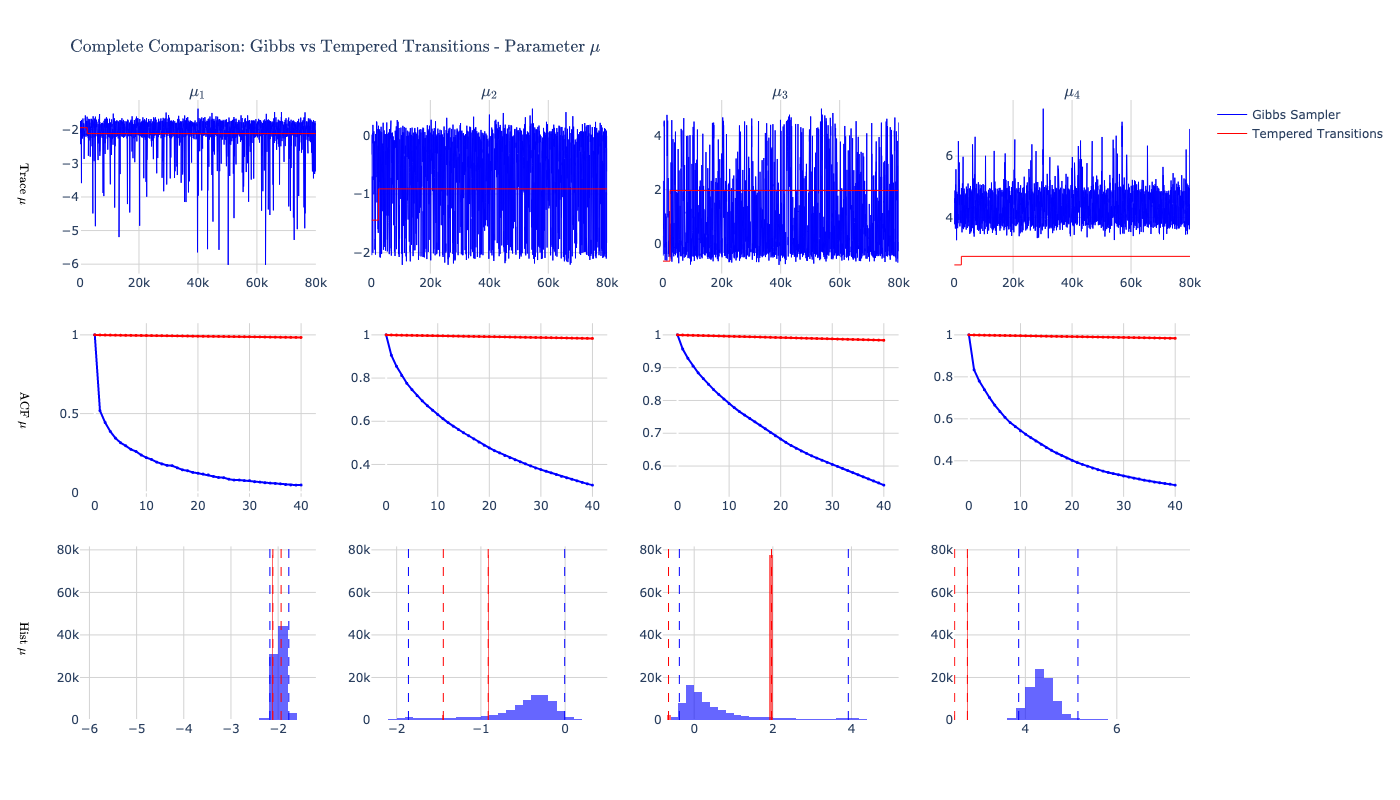 Complete Comparison: Gibbs vs Tempered Transitions - Parameter μ
μ₁ μ₂ μ₃ μ₄
Gibbs Sampler
Tempered Transitions
Trace μ
−2
−3
−4
−5
−6
0 20k 40k 60k 80k
0
−1
−2
0 20k 40k 60k 80k
4
2
0
0 20k 40k 60k 80k
6
4
0 20k 40k 60k 80k
ACF μ
1
0.5
0
0 10 20 30 40
1
0.8
0.6
0.4
0 10 20 30 40
1
0.9
0.8
0.7
0.6
0 10 20 30 40
1
0.8
0.6
0.4
0 10 20 30 40
Hist μ
80k
60k
40k
20k
0
−6 −5 −4 −3 −2
80k
60k
40k
20k
0
−2 −1 0
80k
60k
40k
20k
0
0 2 4
80k
60k
40k
20k
0
4 6